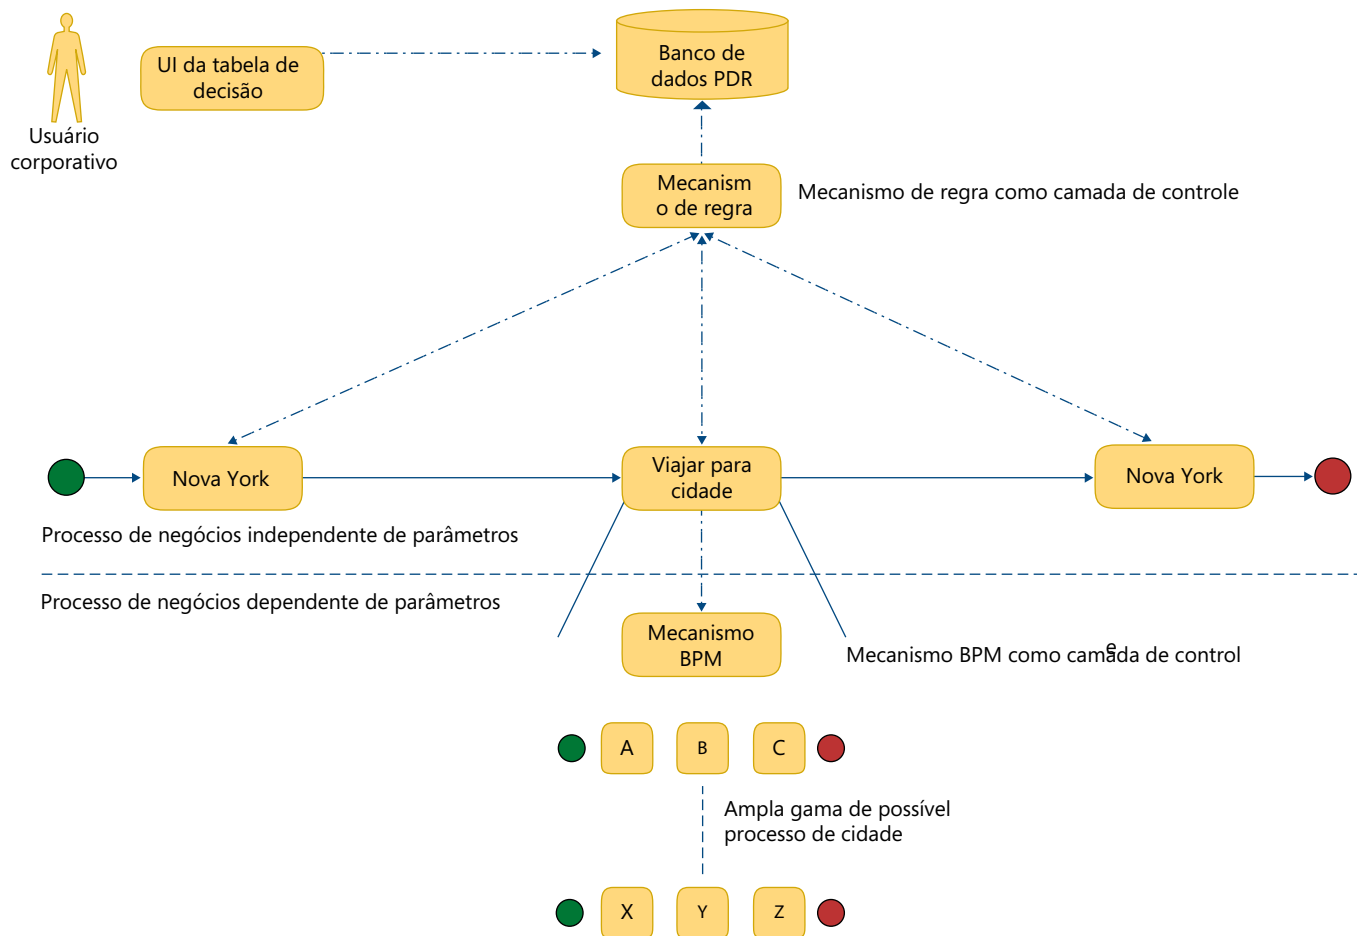 UI da tabela de
decisão
Banco de
dados PDR
Usuário
corporativo
Mecanism
o de regra
Mecanismo de regra como camada de controle
Nova York
Viajar para
cidade
Nova York
Processo de negócios independente de parâmetros
Processo de negócios dependente de parâmetros
Mecanismo
BPM
Mecanismo BPM como camada de control
e
A
B
C
Ampla gama de possível
processo de cidade
X
Y
Z